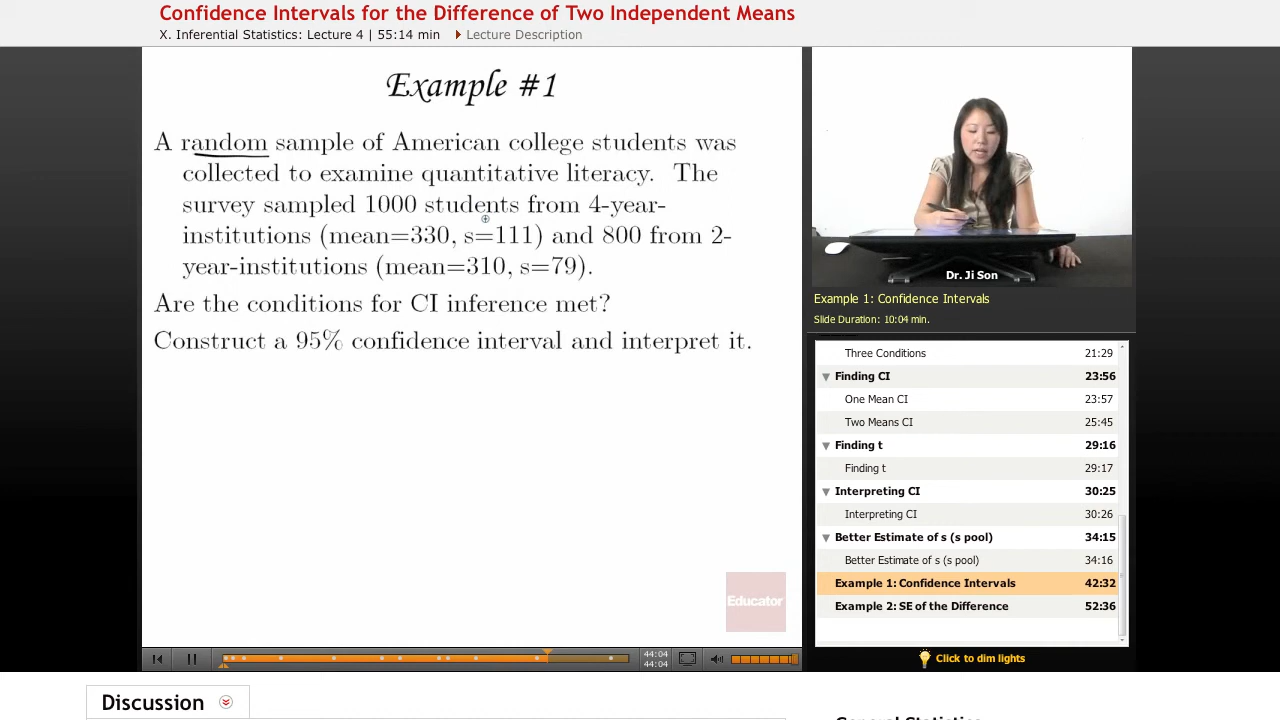 Confidence Intervals for the Difference of Two Independent Means
X. Inferential Statistics: Lecture 4 | 55:14 min
Lecture Description
Example #1
A random sample of American college students was
collected to examine quantitative literacy. The
survey sampled 1000 students from 4-year-
institutions (mean=330, s=111) and 800 from 2-
year-institutions (mean=310, s=79).
Are the conditions for CI inference met?
Construct a 95% confidence interval and interpret it.
Educator
44:04
44:04
Dr. Ji Son
Example 1: Confidence Intervals
Slide Duration: 10:04 min.
Three Conditions 21:29
Finding CI 23:56
One Mean CI 23:57
Two Means CI 25:45
Finding t 29:16
Finding t 29:17
Interpreting CI 30:25
Interpreting CI 30:26
Better Estimate of s (s pool) 34:15
Better Estimate of s (s pool) 34:16
Example 1: Confidence Intervals 42:32
Example 2: SE of the Difference 52:36
Click to dim lights
Discussion
General Statistics